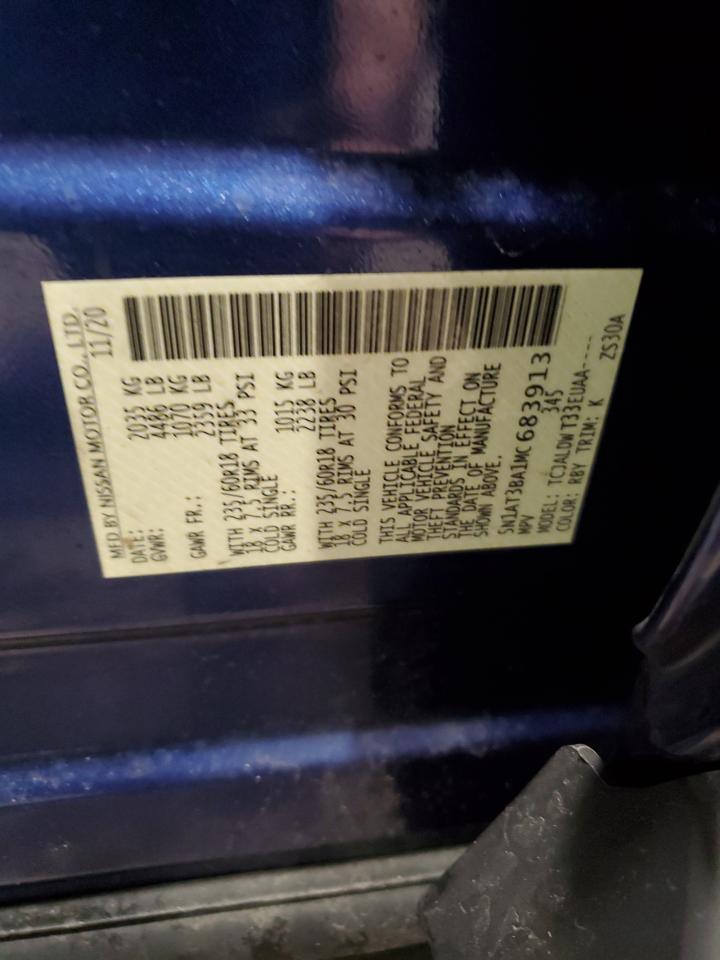 MFD BY NISSAN MOTOR CO., LTD.
DATE: 11/20
GVWR: 2035 KG
4486 LB
GAWR FR.: 1070 KG
2359 LB
WITH 235/60R18 TIRES
18 X 7.5 RIMS AT 33 PSI
COLD SINGLE
GAWR RR.: 1015 KG
2238 LB
WITH 235/60R18 TIRES
18 X 7.5 RIMS AT 30 PSI
COLD SINGLE
THIS VEHICLE CONFORMS TO
ALL APPLICABLE FEDERAL
MOTOR VEHICLE SAFETY AND
THEFT PREVENTION
STANDARDS IN EFFECT ON
THE DATE OF MANUFACTURE
SHOWN ABOVE.
5N1AT3BA1MC683913
MPV 345
MODEL: TCJALDWT33EUAA----
COLOR: RBY TRIM: K ZS30A